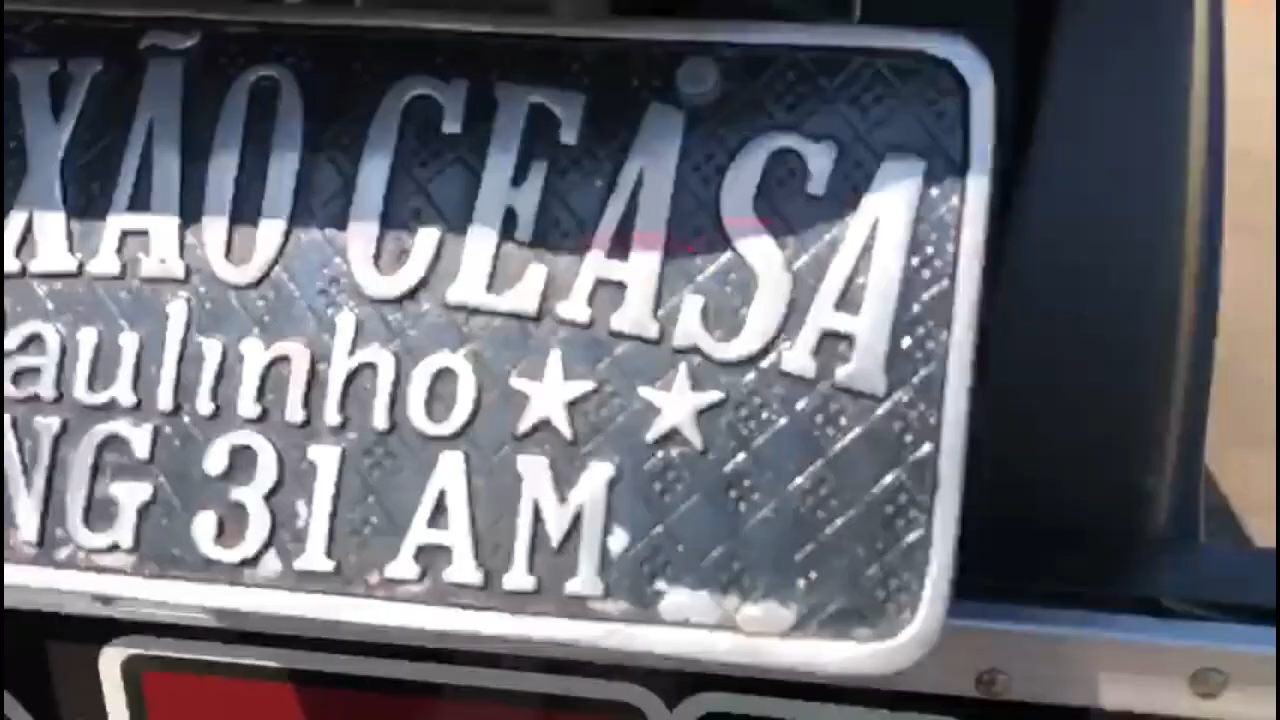 XÃO CEASA
aulinho ★ ★
NG 31 AM